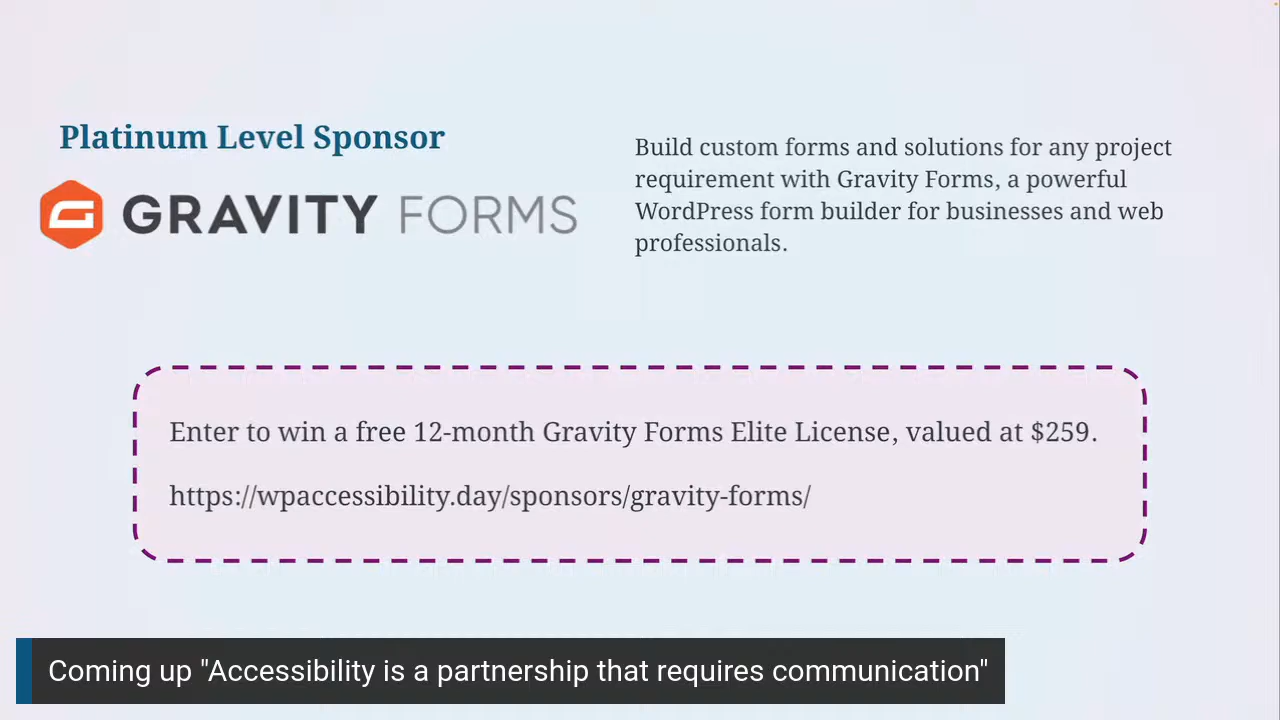 Platinum Level Sponsor
GRAVITY FORMS
Build custom forms and solutions for any project
requirement with Gravity Forms, a powerful
WordPress form builder for businesses and web
professionals.
Enter to win a free 12-month Gravity Forms Elite License, valued at $259.
https://wpaccessibility.day/sponsors/gravity-forms/
Coming up "Accessibility is a partnership that requires communication"